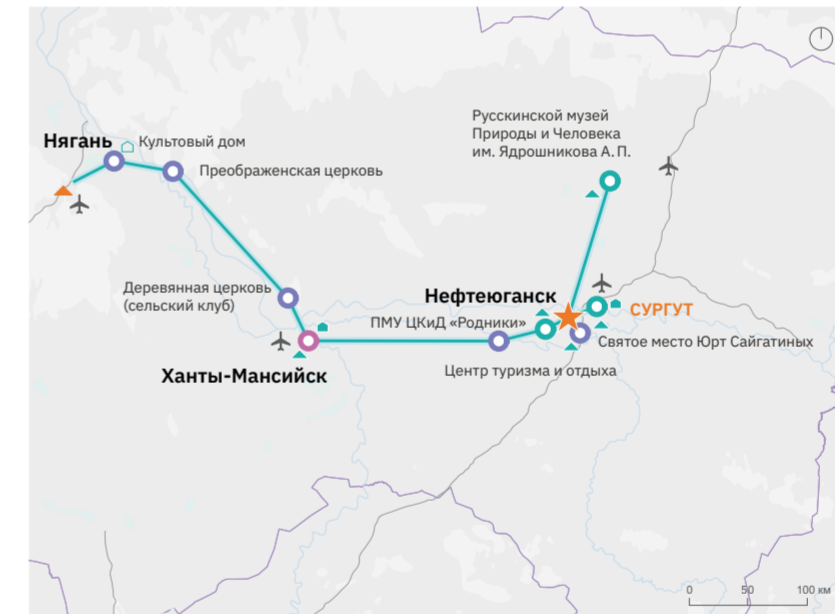 Русскинской музей
Природы и Человека
им. Ядрошникова А. П.
Нягань
Культовый дом
Преображенская церковь
Деревянная церковь
(сельский клуб)
Нефтеюганск
СУРГУТ
ПМУ ЦКиД «Родники»
Святое место Юрт Сайгатиных
Ханты-Мансийск
Центр туризма и отдыха
0 50 100 км